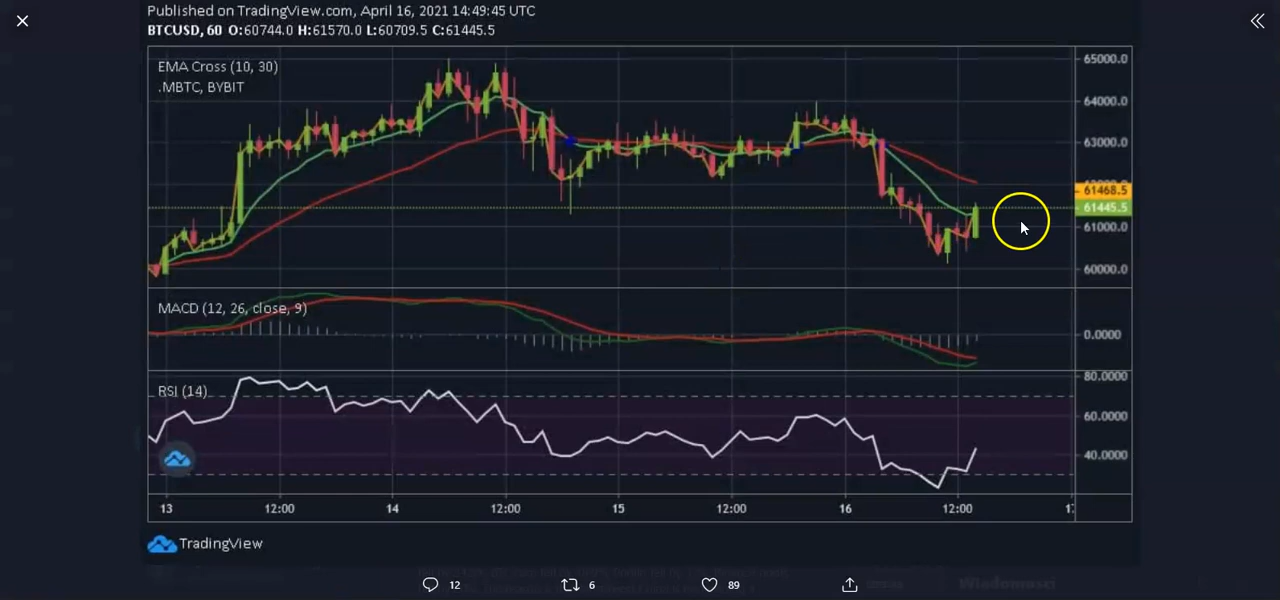 Published on TradingView.com, April 16, 2021 14:49:45 UTC
BTCUSD, 60 O:60744.0 H:61570.0 L:60709.5 C:61445.5
EMA Cross (10, 30)
.MBTC, BYBIT
65000.0
64000.0
63000.0
61468.5
61445.5
61000.0
60000.0
MACD (12, 26, close, 9)
0.0000
RSI (14)
80.0000
60.0000
40.0000
13 12:00 14 12:00 15 12:00 16 12:00
TradingView
12 6 89
Wiadomości